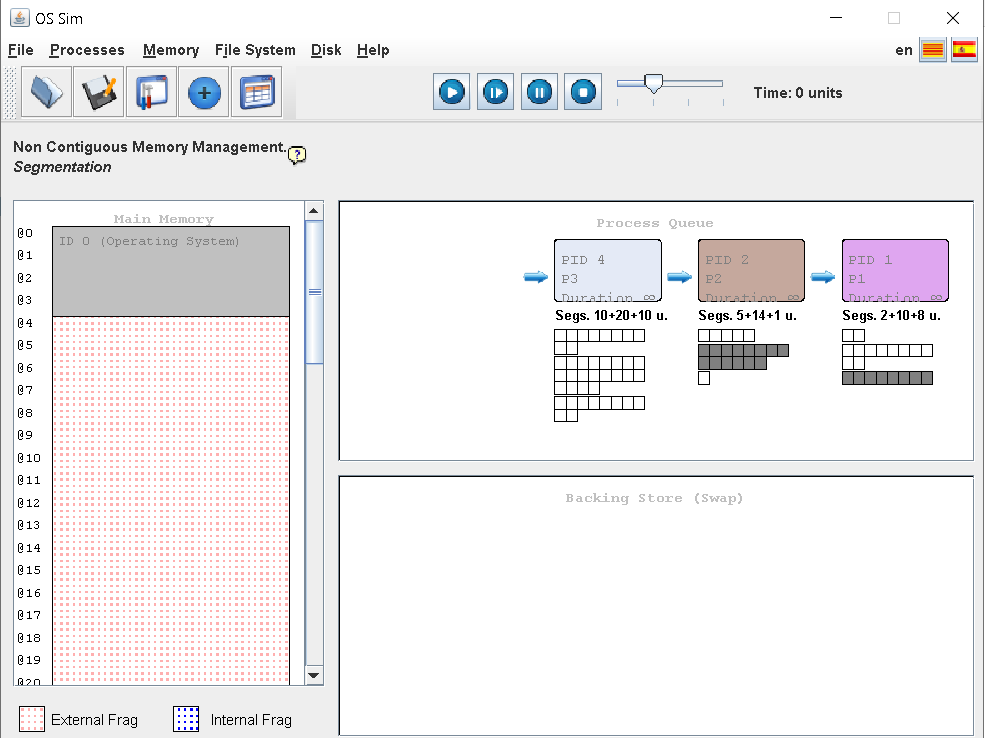 OS Sim
File Processes Memory File System Disk Help en
Time: 0 units
Non Contiguous Memory Management.
?
Segmentation
Main Memory
@0
ID 0 (Operating System)
@1
@2
@3
@4
@5
@6
@7
@8
@9
@10
@11
@12
@13
@14
@15
@16
@17
@18
@19
@20
External Frag Internal Frag
Process Queue
PID 4
P3
Duration ∞
Segs. 10+20+10 u.
PID 2
P2
Duration ∞
Segs. 5+14+1 u.
PID 1
P1
Duration ∞
Segs. 2+10+8 u.
Backing Store (Swap)